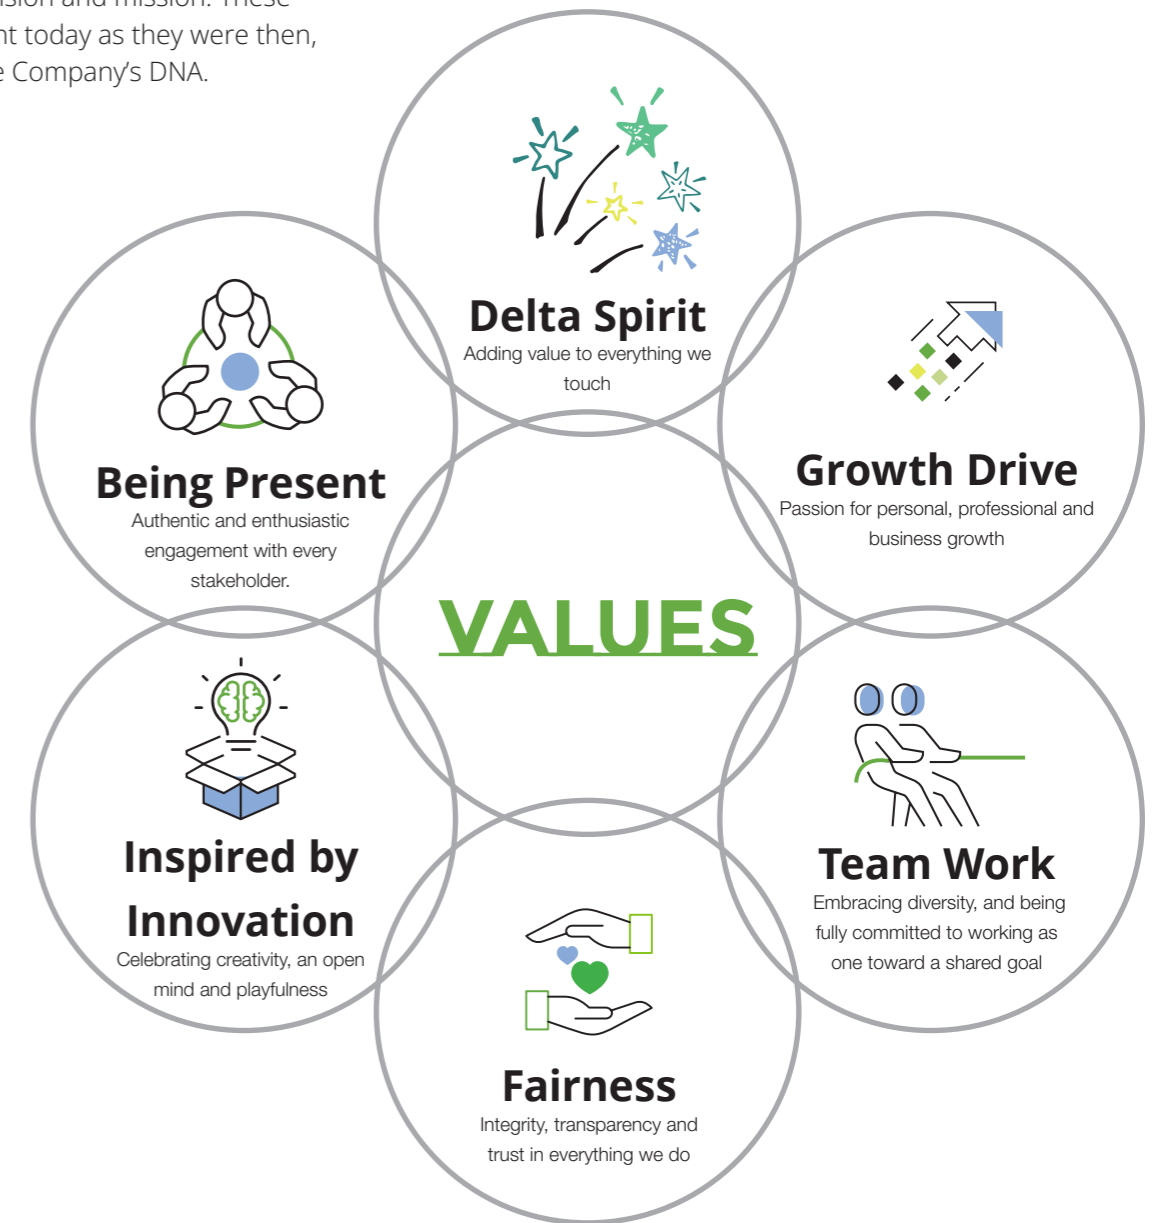 and mission. These
today as they were then,
Company's DNA.
Delta Spirit
Adding value to everything we
touch
Being Present
Authentic and enthusiastic
engagement with every
stakeholder.
Growth Drive
Passion for personal, professional and
business growth
VALUES
Inspired by
Innovation
Celebrating creativity, an open
mind and playfulness
Team Work
Embracing diversity, and being
fully committed to working as
one toward a shared goal
Fairness
Integrity, transparency and
trust in everything we do